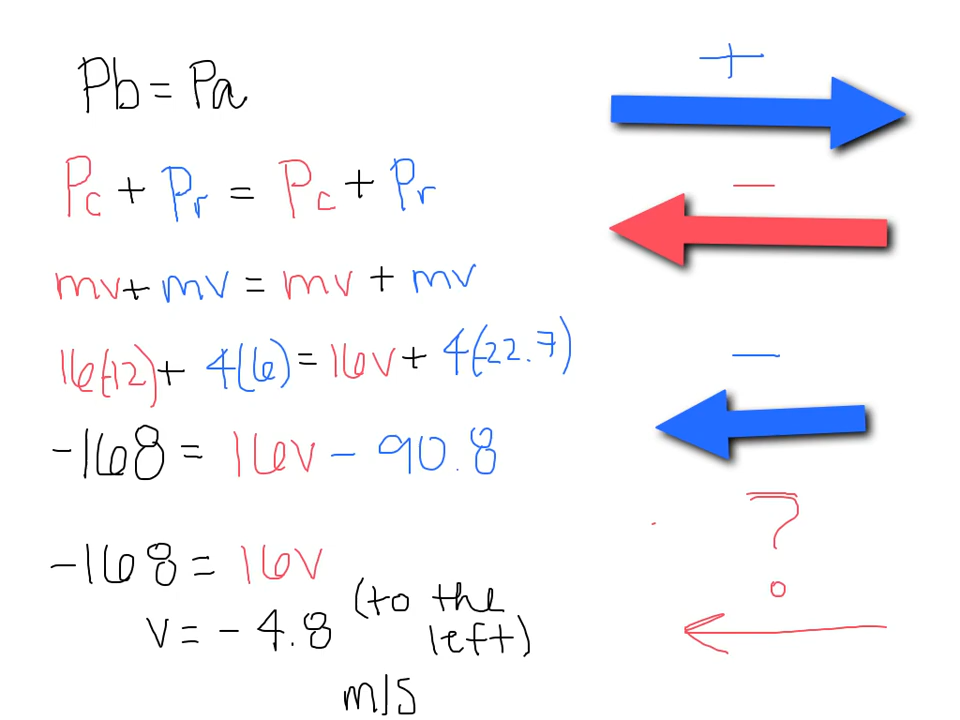 Pb = Pa
Pc + Pr = Pc + Pr
mv + mv = mv + mv
16(-12) + 4(6) = 16v + 4(-22.7)
-168 = 16v - 90.8
-168 = 16v
v = - 4.8 (to the
left)
m/s
+
-
-
?